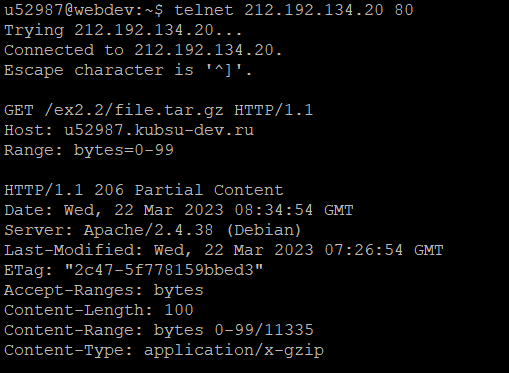 u52987@webdev:~$ telnet 212.192.134.20 80
Trying 212.192.134.20...
Connected to 212.192.134.20.
Escape character is '^]'.
GET /ex2.2/file.tar.gz HTTP/1.1
Host: u52987.kubsu-dev.ru
Range: bytes=0-99
HTTP/1.1 206 Partial Content
Date: Wed, 22 Mar 2023 08:34:54 GMT
Server: Apache/2.4.38 (Debian)
Last-Modified: Wed, 22 Mar 2023 07:26:54 GMT
ETag: "2c47-5f778159bbed3"
Accept-Ranges: bytes
Content-Length: 100
Content-Range: bytes 0-99/11335
Content-Type: application/x-gzip